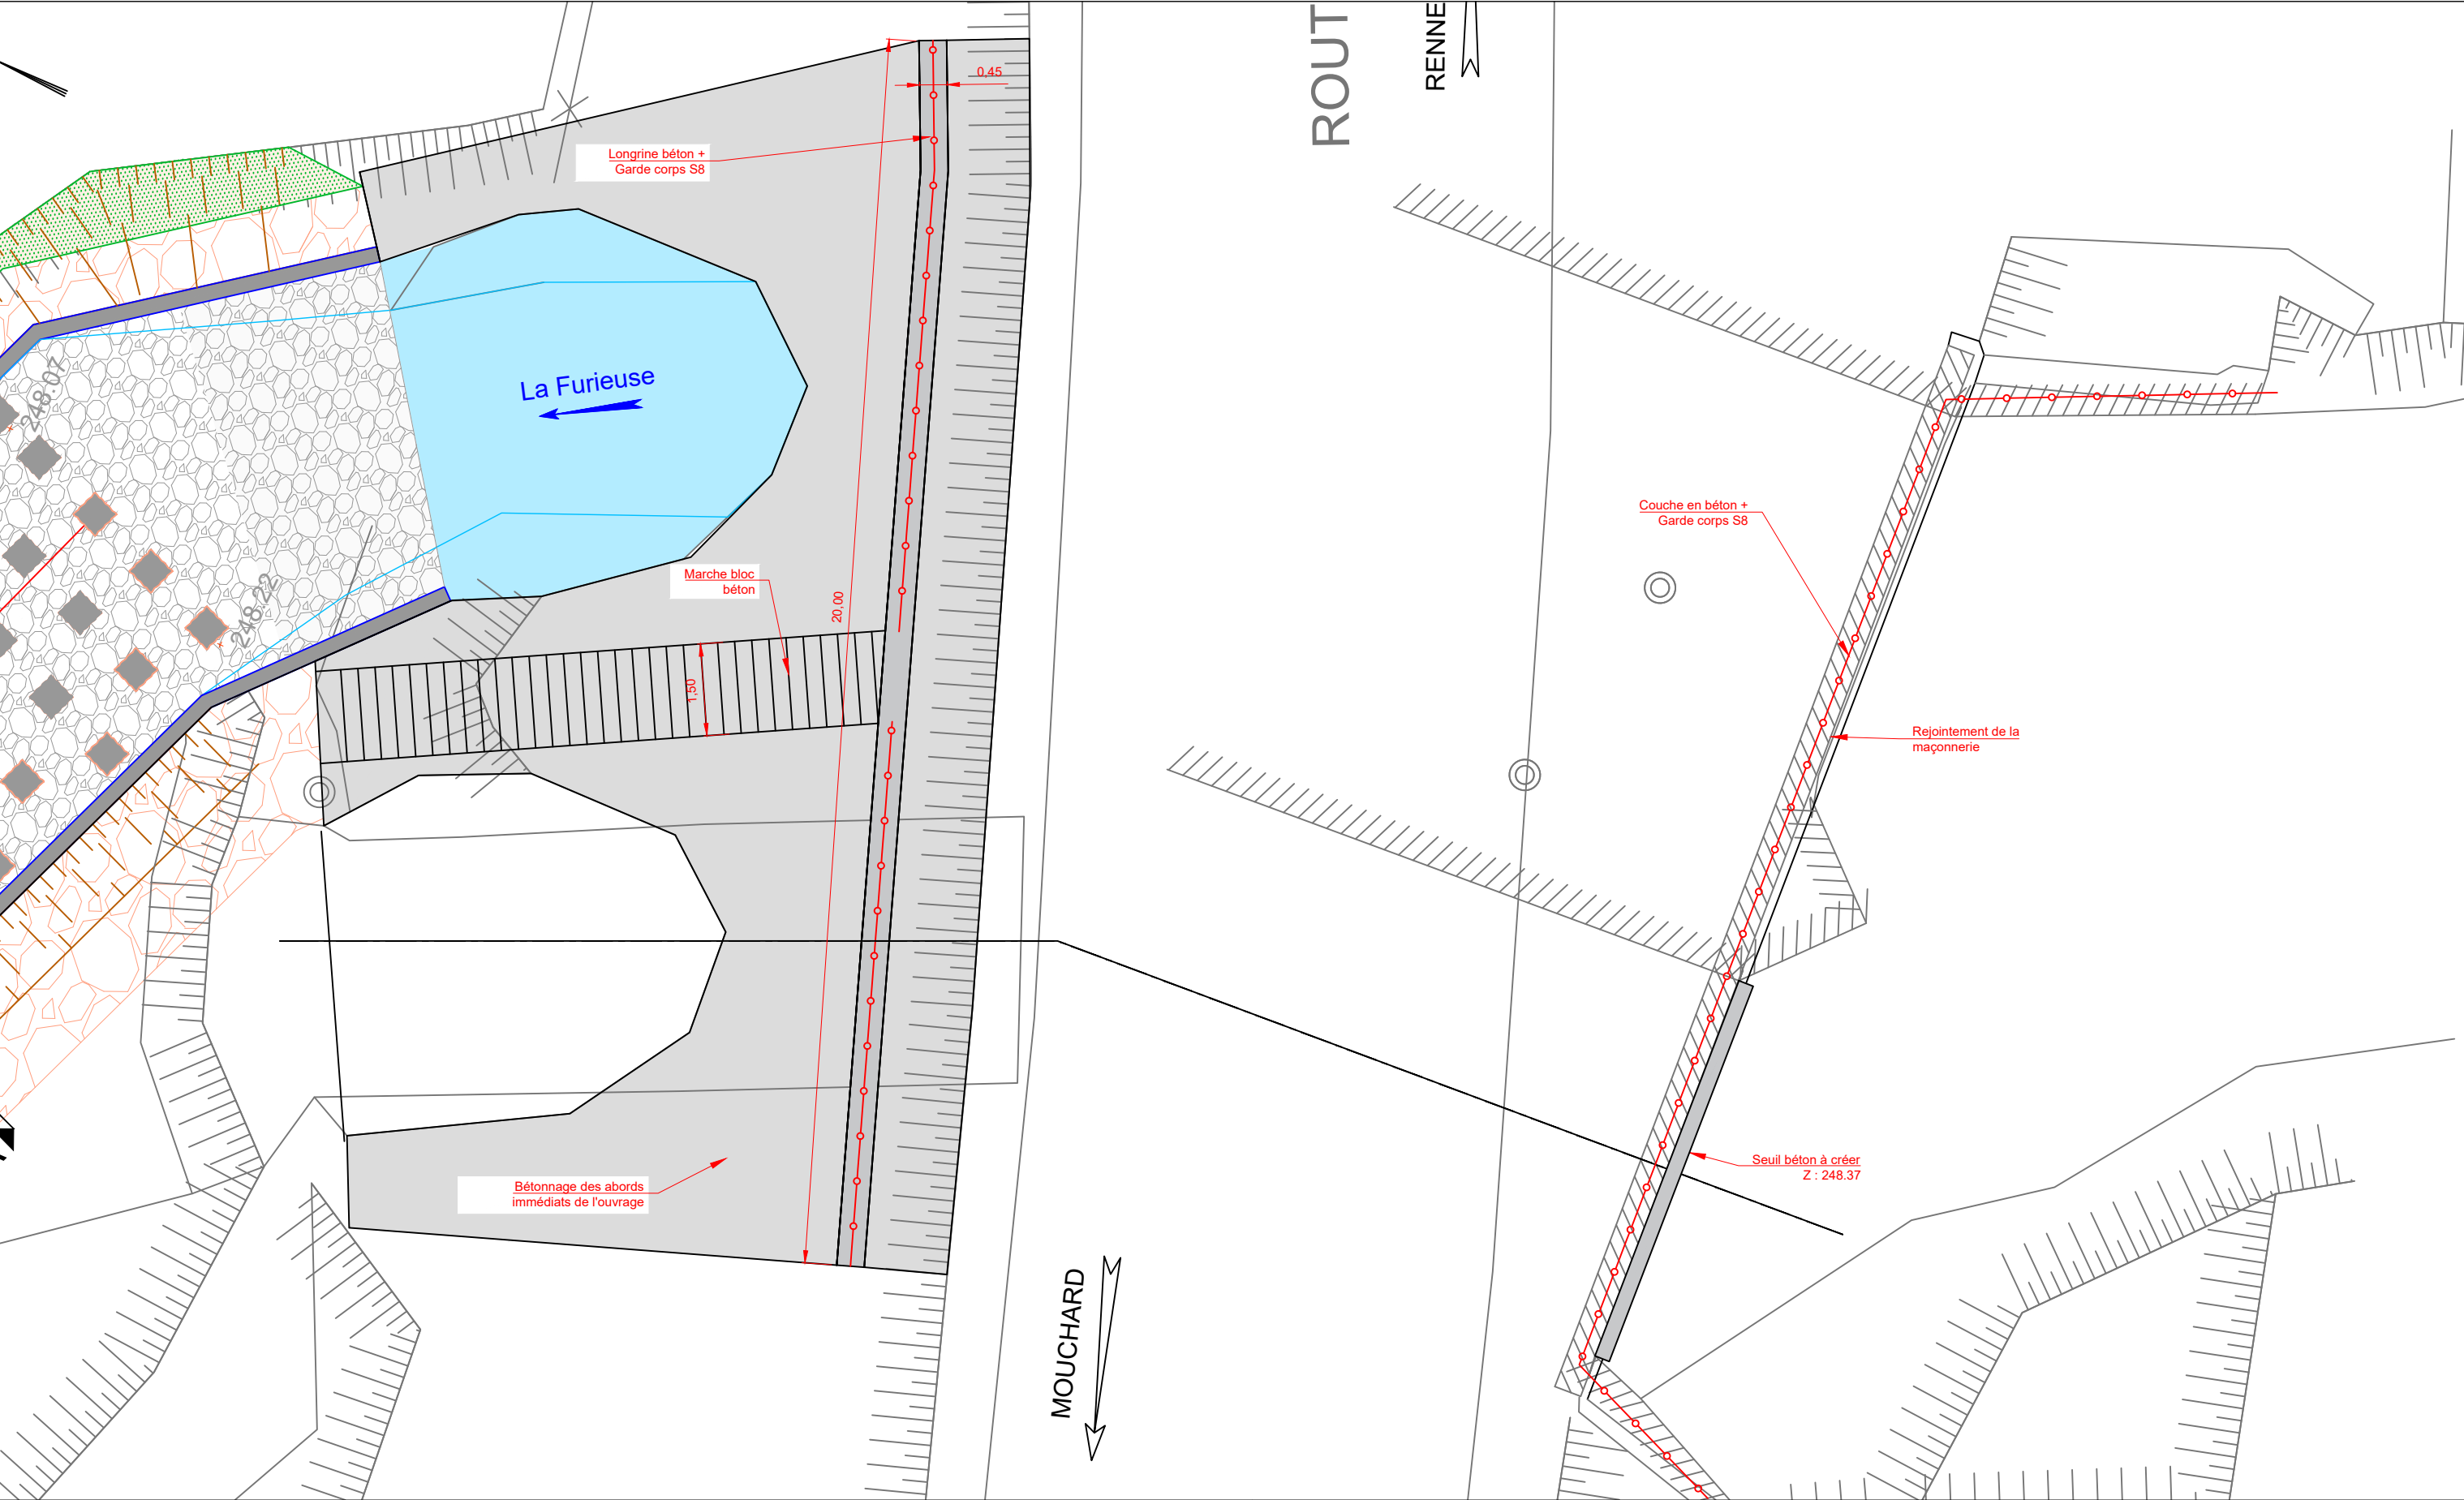 ROUT
RENNE
0,45
Longrine béton +
Garde corps S8
248.07
La Furieuse
Couche en béton +
Garde corps S8
Marche bloc
béton
20,00
248.22
1,50
Rejointement de la
maçonnerie
Seuil béton à créer
Z : 248.37
Bétonnage des abords
immédiats de l'ouvrage
MOUCHARD